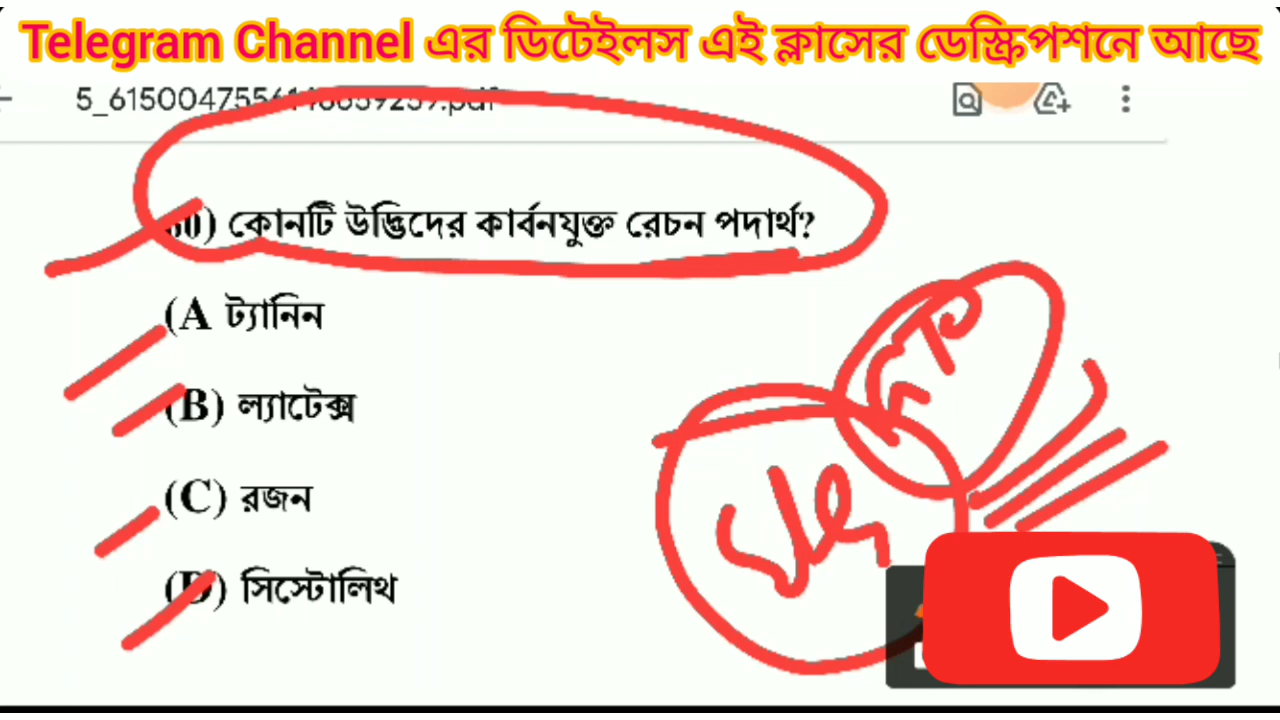 Telegram Channel এর ডিটেইলস এই ক্লাসের ডেস্ক্রিপশনে আছে
কোনটি উদ্ভিদের কার্বনযুক্ত রেচন পদার্থ?
(A ট্যানিন
(B) ল্যাটেক্স
(C) রজন
(D) সিস্টোলিথ